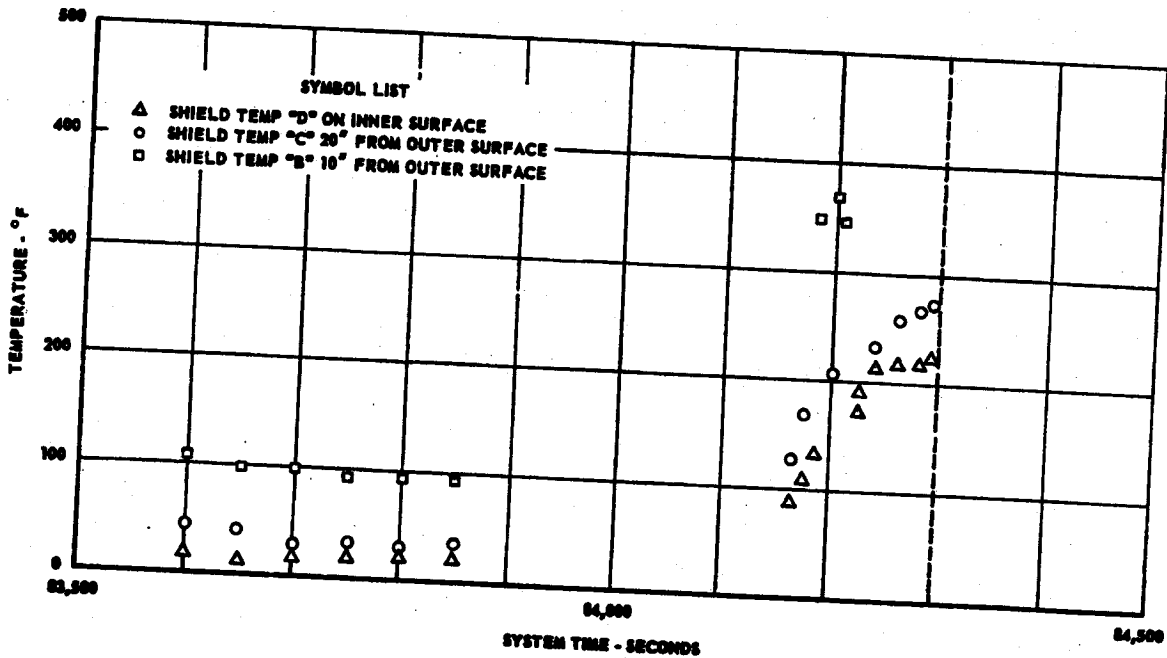 500
400
300
200
100
0
TEMPERATURE - °F
SYMBOL LIST
△ SHIELD TEMP "D" ON INNER SURFACE
○ SHIELD TEMP "C" 20" FROM OUTER SURFACE
□ SHIELD TEMP "B" 10" FROM OUTER SURFACE
83,500
84,000
84,500
SYSTEM TIME - SECONDS